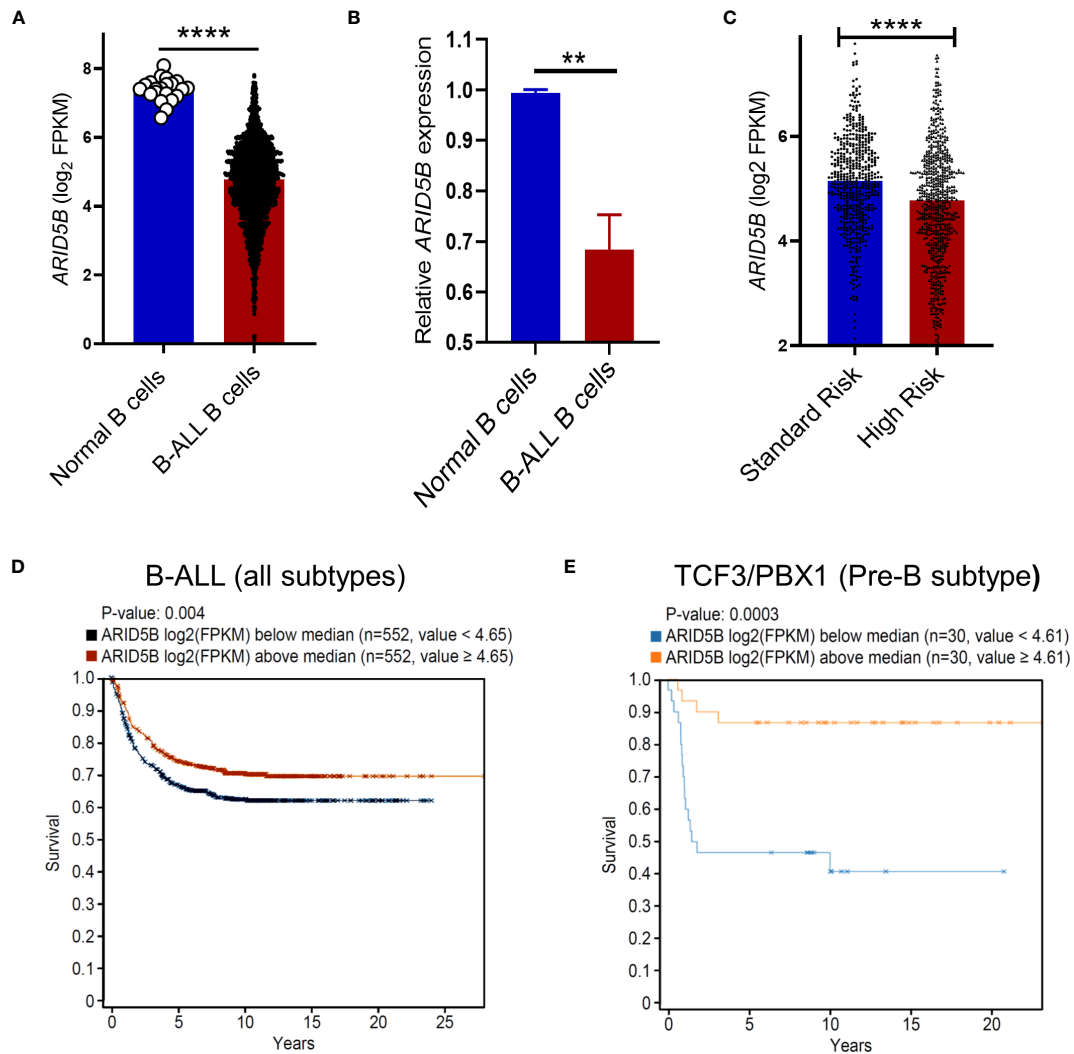 A
****
ARID5B (log2 FPKM)
8
6
4
2
0
Normal B cells
B-ALL B cells
B
**
Relative ARID5B expression
1.1
1.0
0.9
0.8
0.7
0.6
0.5
Normal B cells
B-ALL B cells
C
****
ARID5B (log2 FPKM)
6
4
2
Standard Risk
High Risk
D
B-ALL (all subtypes)
P-value: 0.004
ARID5B log2(FPKM) below median (n=552, value < 4.65)
ARID5B log2(FPKM) above median (n=552, value ≥ 4.65)
Survival
1.0
0.9
0.8
0.7
0.6
0.5
0.4
0.3
0.2
0.1
0
0 5 10 15 20 25
Years
E
TCF3/PBX1 (Pre-B subtype)
P-value: 0.0003
ARID5B log2(FPKM) below median (n=30, value < 4.61)
ARID5B log2(FPKM) above median (n=30, value ≥ 4.61)
Survival
1.0
0.9
0.8
0.7
0.6
0.5
0.4
0.3
0.2
0.1
0
0 5 10 15 20
Years